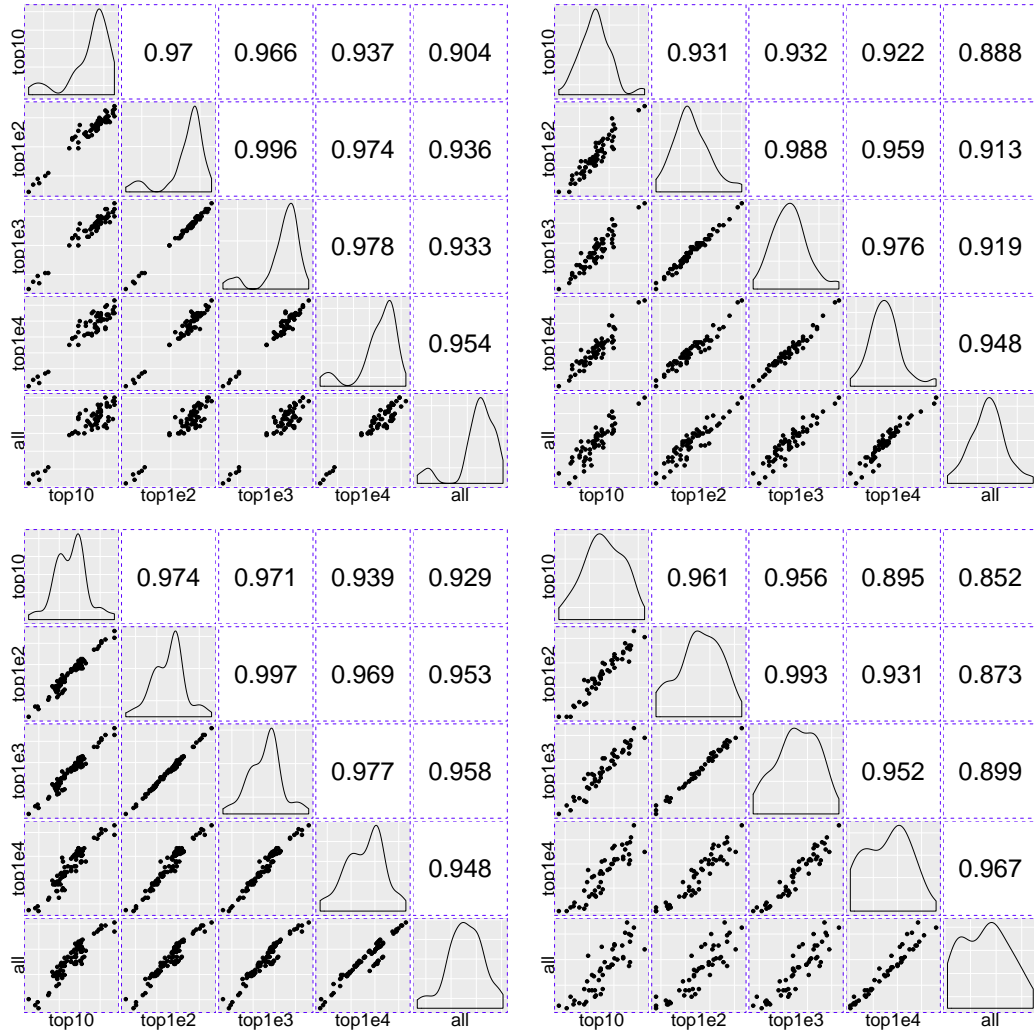 top10 0.97 0.966 0.937 0.904
top1e2 0.996 0.974 0.936
top1e3 0.978 0.933
top1e4 0.954
all
top10 top1e2 top1e3 top1e4 all
top10 0.931 0.932 0.922 0.888
top1e2 0.988 0.959 0.913
top1e3 0.976 0.919
top1e4 0.948
all
top10 top1e2 top1e3 top1e4 all
top10 0.974 0.971 0.939 0.929
top1e2 0.997 0.969 0.953
top1e3 0.977 0.958
top1e4 0.948
all
top10 top1e2 top1e3 top1e4 all
top10 0.961 0.956 0.895 0.852
top1e2 0.993 0.931 0.873
top1e3 0.952 0.899
top1e4 0.967
all
top10 top1e2 top1e3 top1e4 all